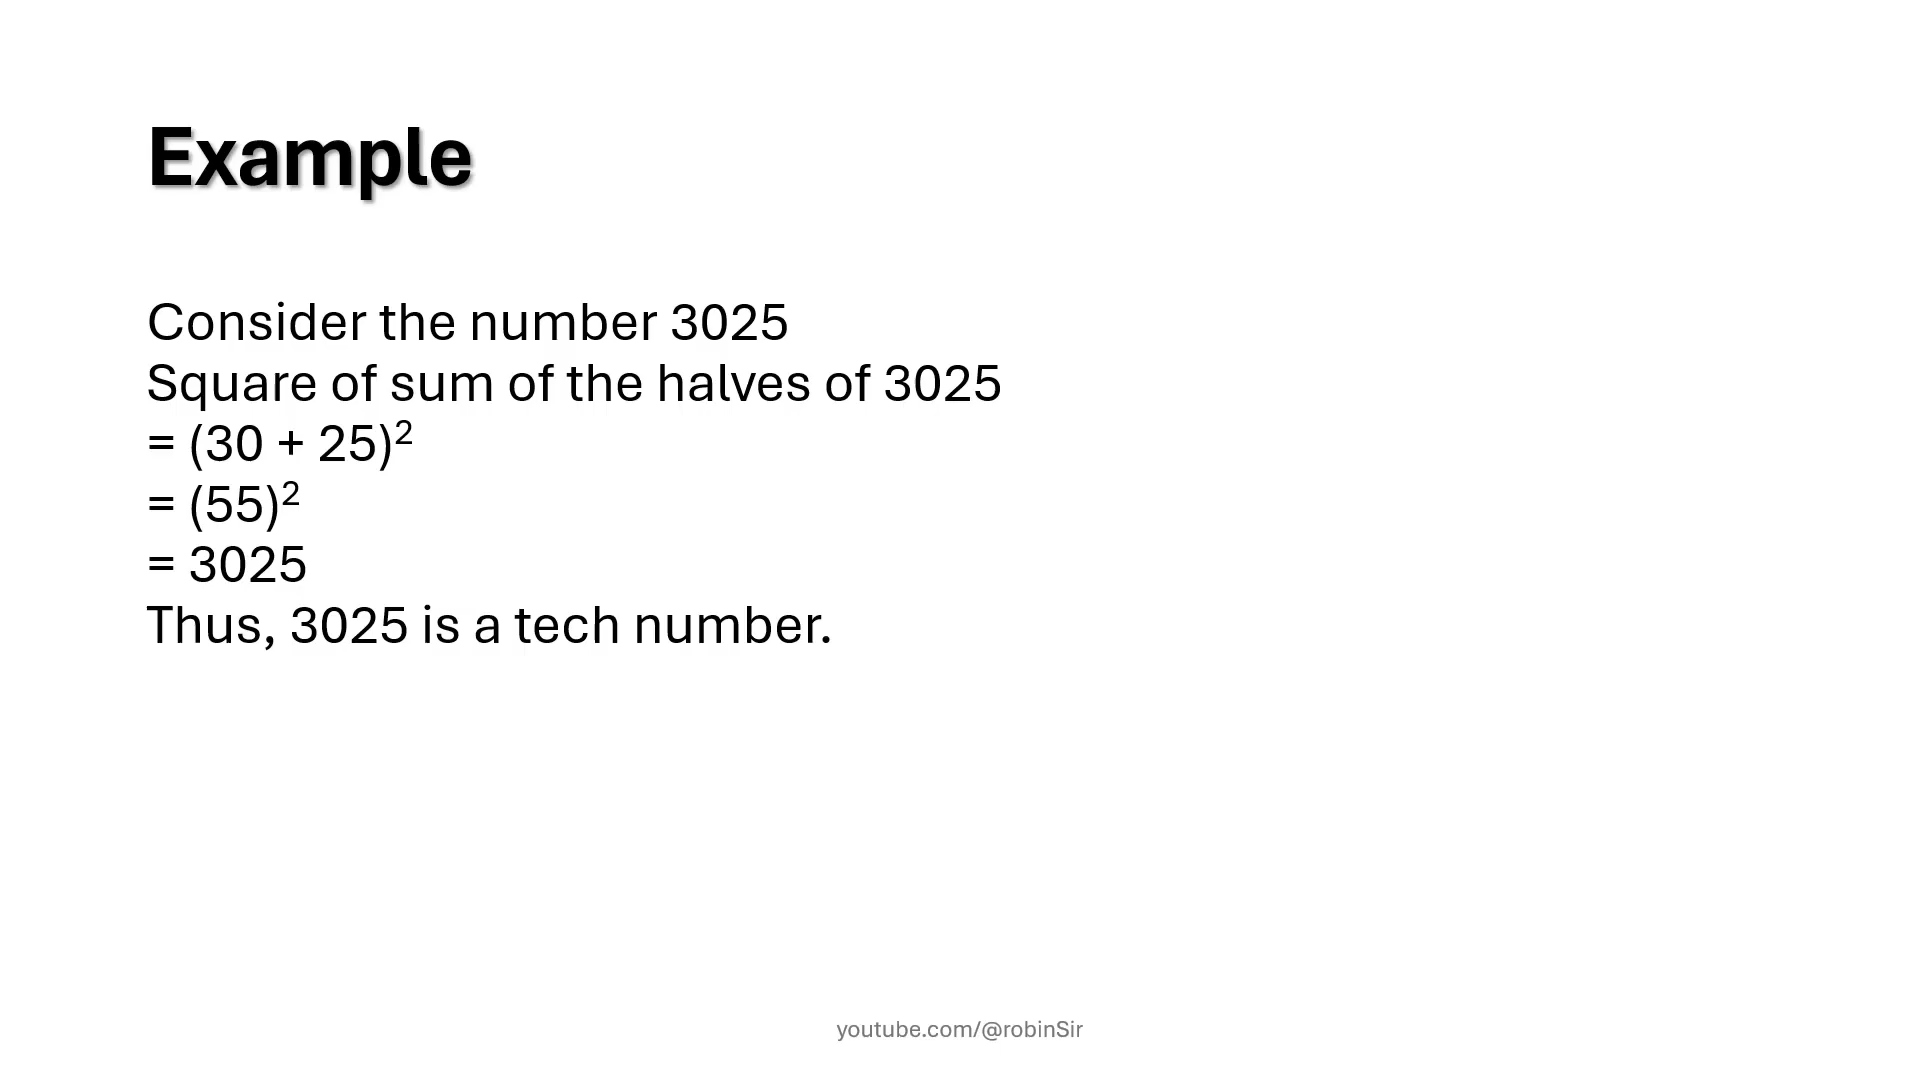 Example
Consider the number 3025
Square of sum of the halves of 3025
= (30 + 25)²
= (55)²
= 3025
Thus, 3025 is a tech number.
youtube.com/@robinSir